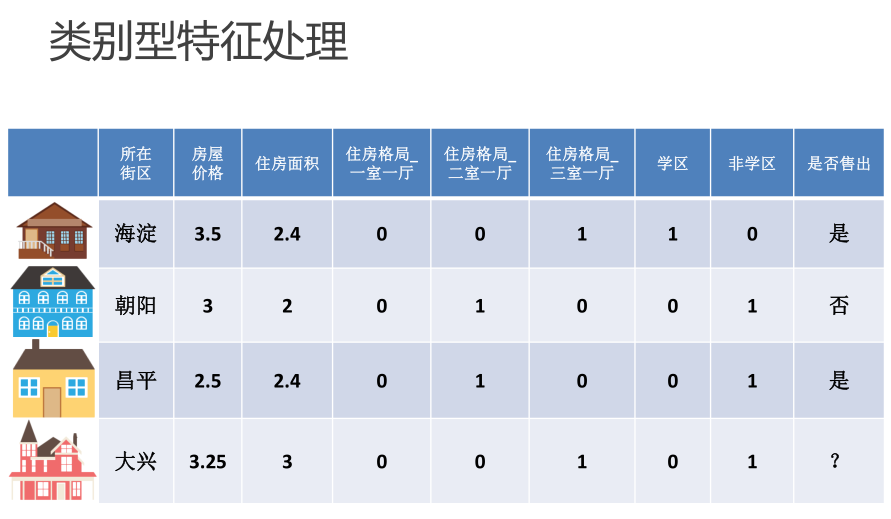 类别型特征处理
所在街区 房屋价格 住房面积 住房格局_一室一厅 住房格局_二室一厅 住房格局_三室一厅 学区 非学区 是否售出
海淀 3.5 2.4 0 0 1 1 0 是
朝阳 3 2 0 1 0 0 1 否
昌平 2.5 2.4 0 1 0 0 1 是
大兴 3.25 3 0 0 1 0 1 ？